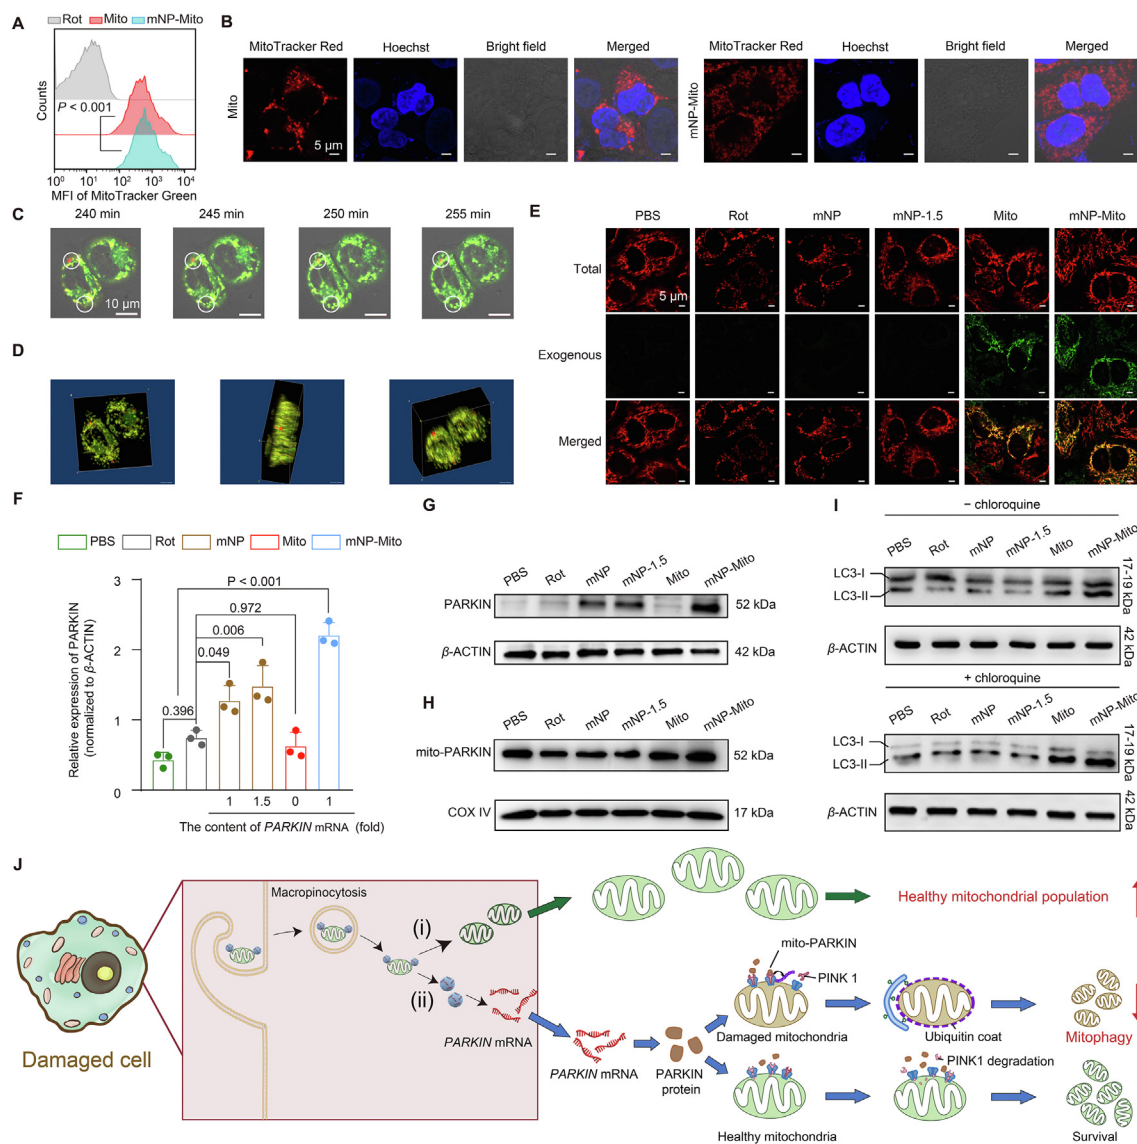 A
Rot Mito mNP-Mito
Counts
P < 0.001
10⁰ 10¹ 10² 10³ 10⁴
MFI of MitoTracker Green
B
MitoTracker Red Hoechst Bright field Merged
Mito
5 μm
MitoTracker Red Hoechst Bright field Merged
mNP-Mito
C
240 min 245 min 250 min 255 min
10 μm
D
E
PBS Rot mNP mNP-1.5 Mito mNP-Mito
Total
5 μm
Exogenous
Merged
F
PBS Rot mNP Mito mNP-Mito
Relative expression of PARKIN
(normalized to β-ACTIN)
3
2
1
0
P < 0.001
0.972
0.006
0.049
0.396
1 1.5 0 1
The content of PARKIN mRNA (fold)
G
PBS Rot mNP mNP-1.5 Mito mNP-Mito
PARKIN 52 kDa
β-ACTIN 42 kDa
H
PBS Rot mNP mNP-1.5 Mito mNP-Mito
mito-PARKIN 52 kDa
COX IV 17 kDa
I
− chloroquine
PBS Rot mNP mNP-1.5 Mito mNP-Mito
LC3-I
LC3-II
17-19 kDa
β-ACTIN
42 kDa
+ chloroquine
PBS Rot mNP mNP-1.5 Mito mNP-Mito
LC3-I
LC3-II
17-19 kDa
β-ACTIN
42 kDa
J
Damaged cell
Macropinocytosis
(i)
(ii)
PARKIN mRNA
Healthy mitochondrial population
PARKIN mRNA
PARKIN
protein
mito-PARKIN
PINK 1
Damaged mitochondria
Ubiquitin coat
Mitophagy
PINK1 degradation
Healthy mitochondria
Survival